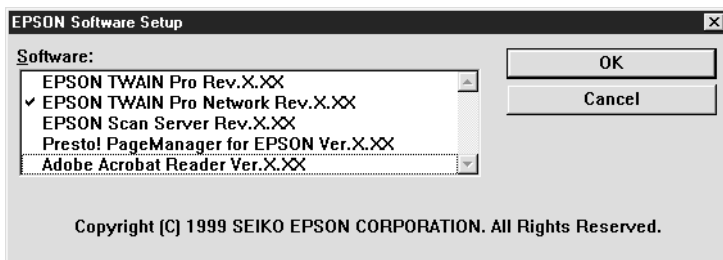 EPSON Software Setup
Software:
EPSON TWAIN Pro Rev.X.XX
✓ EPSON TWAIN Pro Network Rev.X.XX
EPSON Scan Server Rev.X.XX
Presto! PageManager for EPSON Ver.X.XX
Adobe Acrobat Reader Ver.X.XX
OK
Cancel
Copyright (C) 1999 SEIKO EPSON CORPORATION. All Rights Reserved.